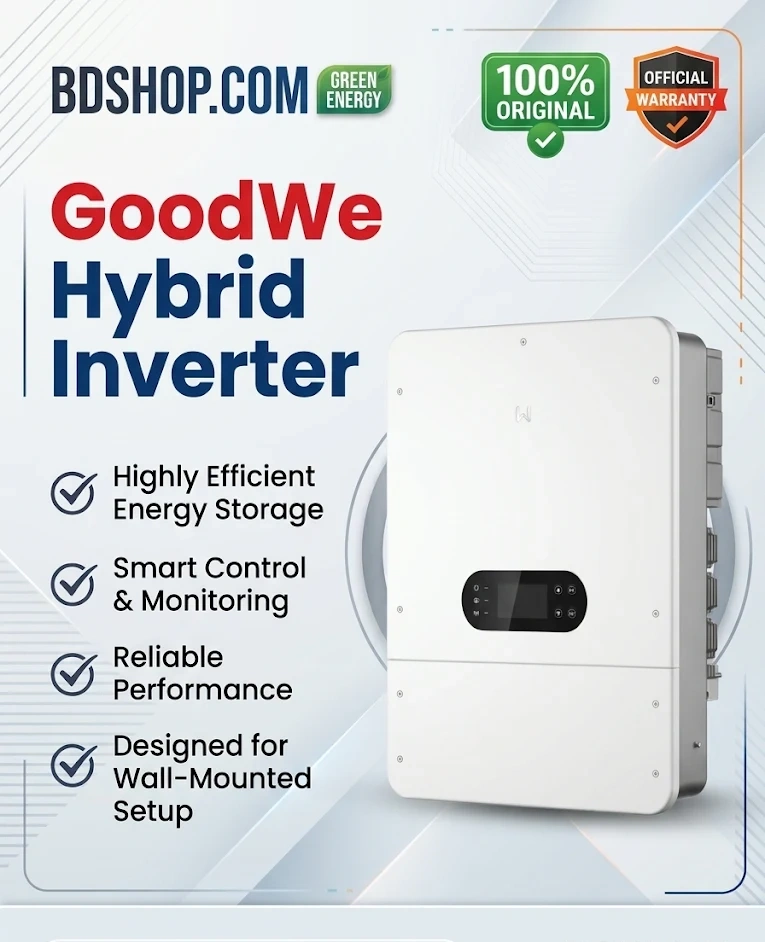 BDSHOP.COM
GREEN
ENERGY
100%
ORIGINAL
OFFICIAL
WARRANTY
GoodWe
Hybrid
Inverter
Highly Efficient
Energy Storage
Smart Control
& Monitoring
Reliable
Performance
Designed for
Wall-Mounted
Setup